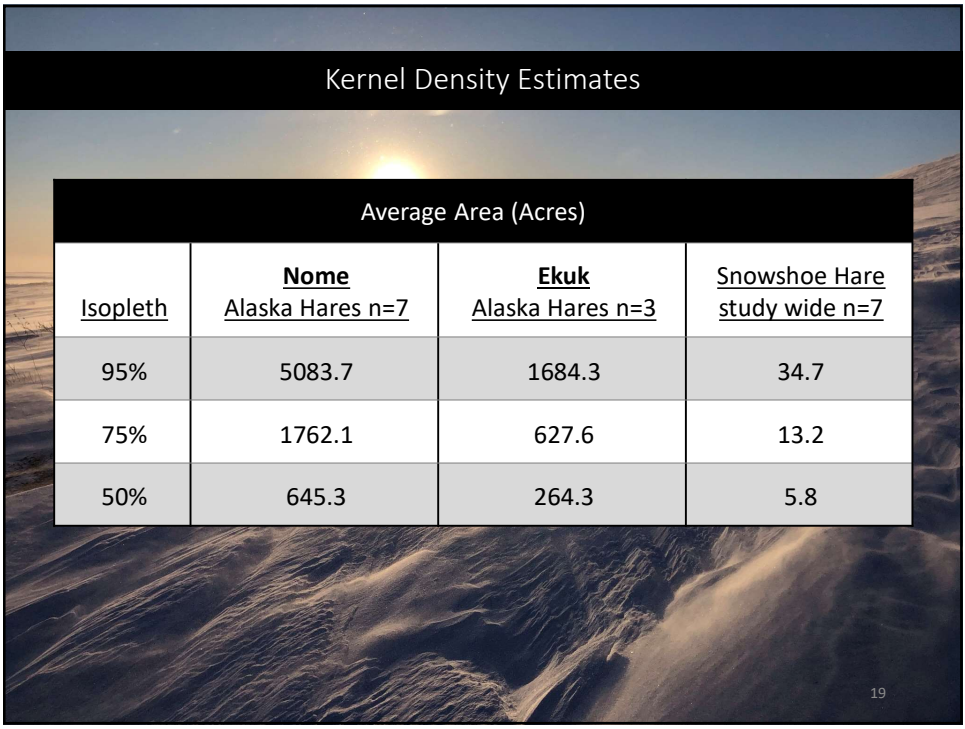 Kernel Density Estimates
Average Area (Acres)
Isopleth
Nome
Alaska Hares n=7
Ekuk
Alaska Hares n=3
Snowshoe Hare
study wide n=7
95% 5083.7 1684.3 34.7
75% 1762.1 627.6 13.2
50% 645.3 264.3 5.8
19